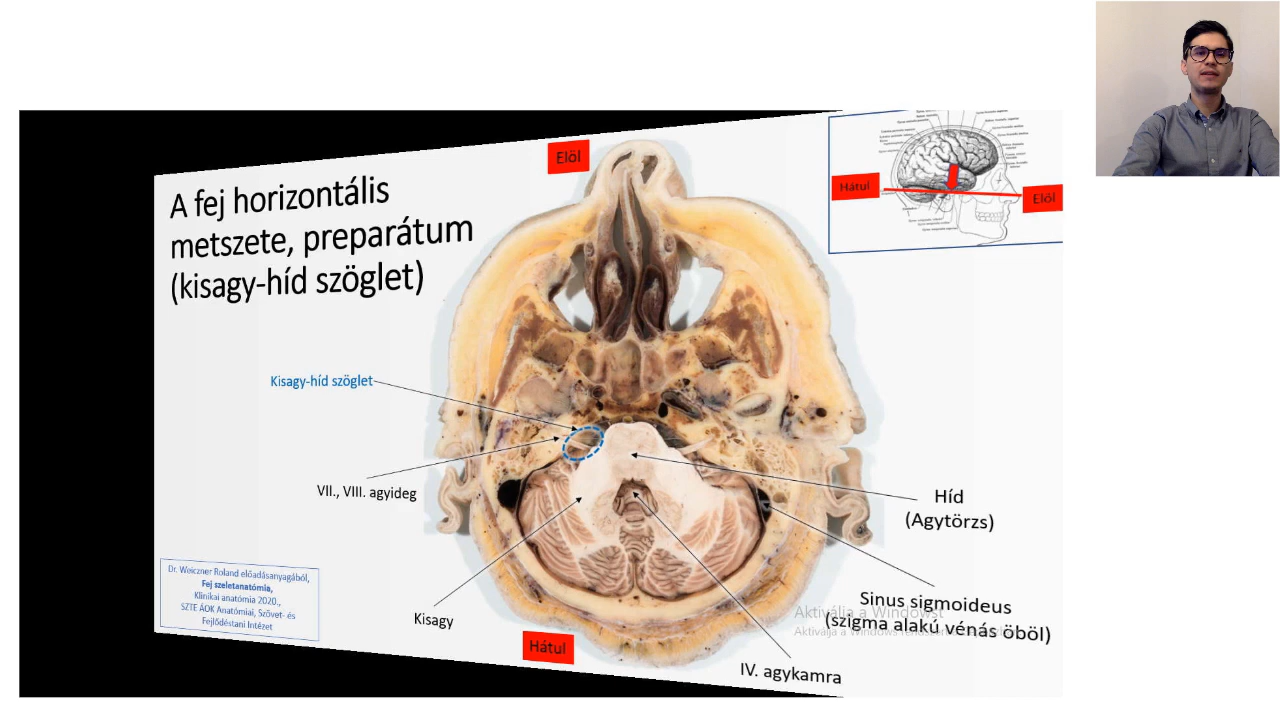 A fej horizontális
metszete, preparátum
(kisagy-híd szöglet)
Elöl
Hátul
Elöl
Kisagy-híd szöglet
VII., VIII. agyideg
Híd
(Agytörzs)
Kisagy
Sinus sigmoideus
(szigma alakú vénás öböl)
IV. agykamra
Hátul
Dr. Weiczner Roland előadásanyagából,
Fej szeletanatómia,
Klinikai anatómia 2020.,
SZTE ÁOK Anatómiai, Szövet- és
Fejlődéstani Intézet
Aktiválja a Windowst
Aktiválja a Windows